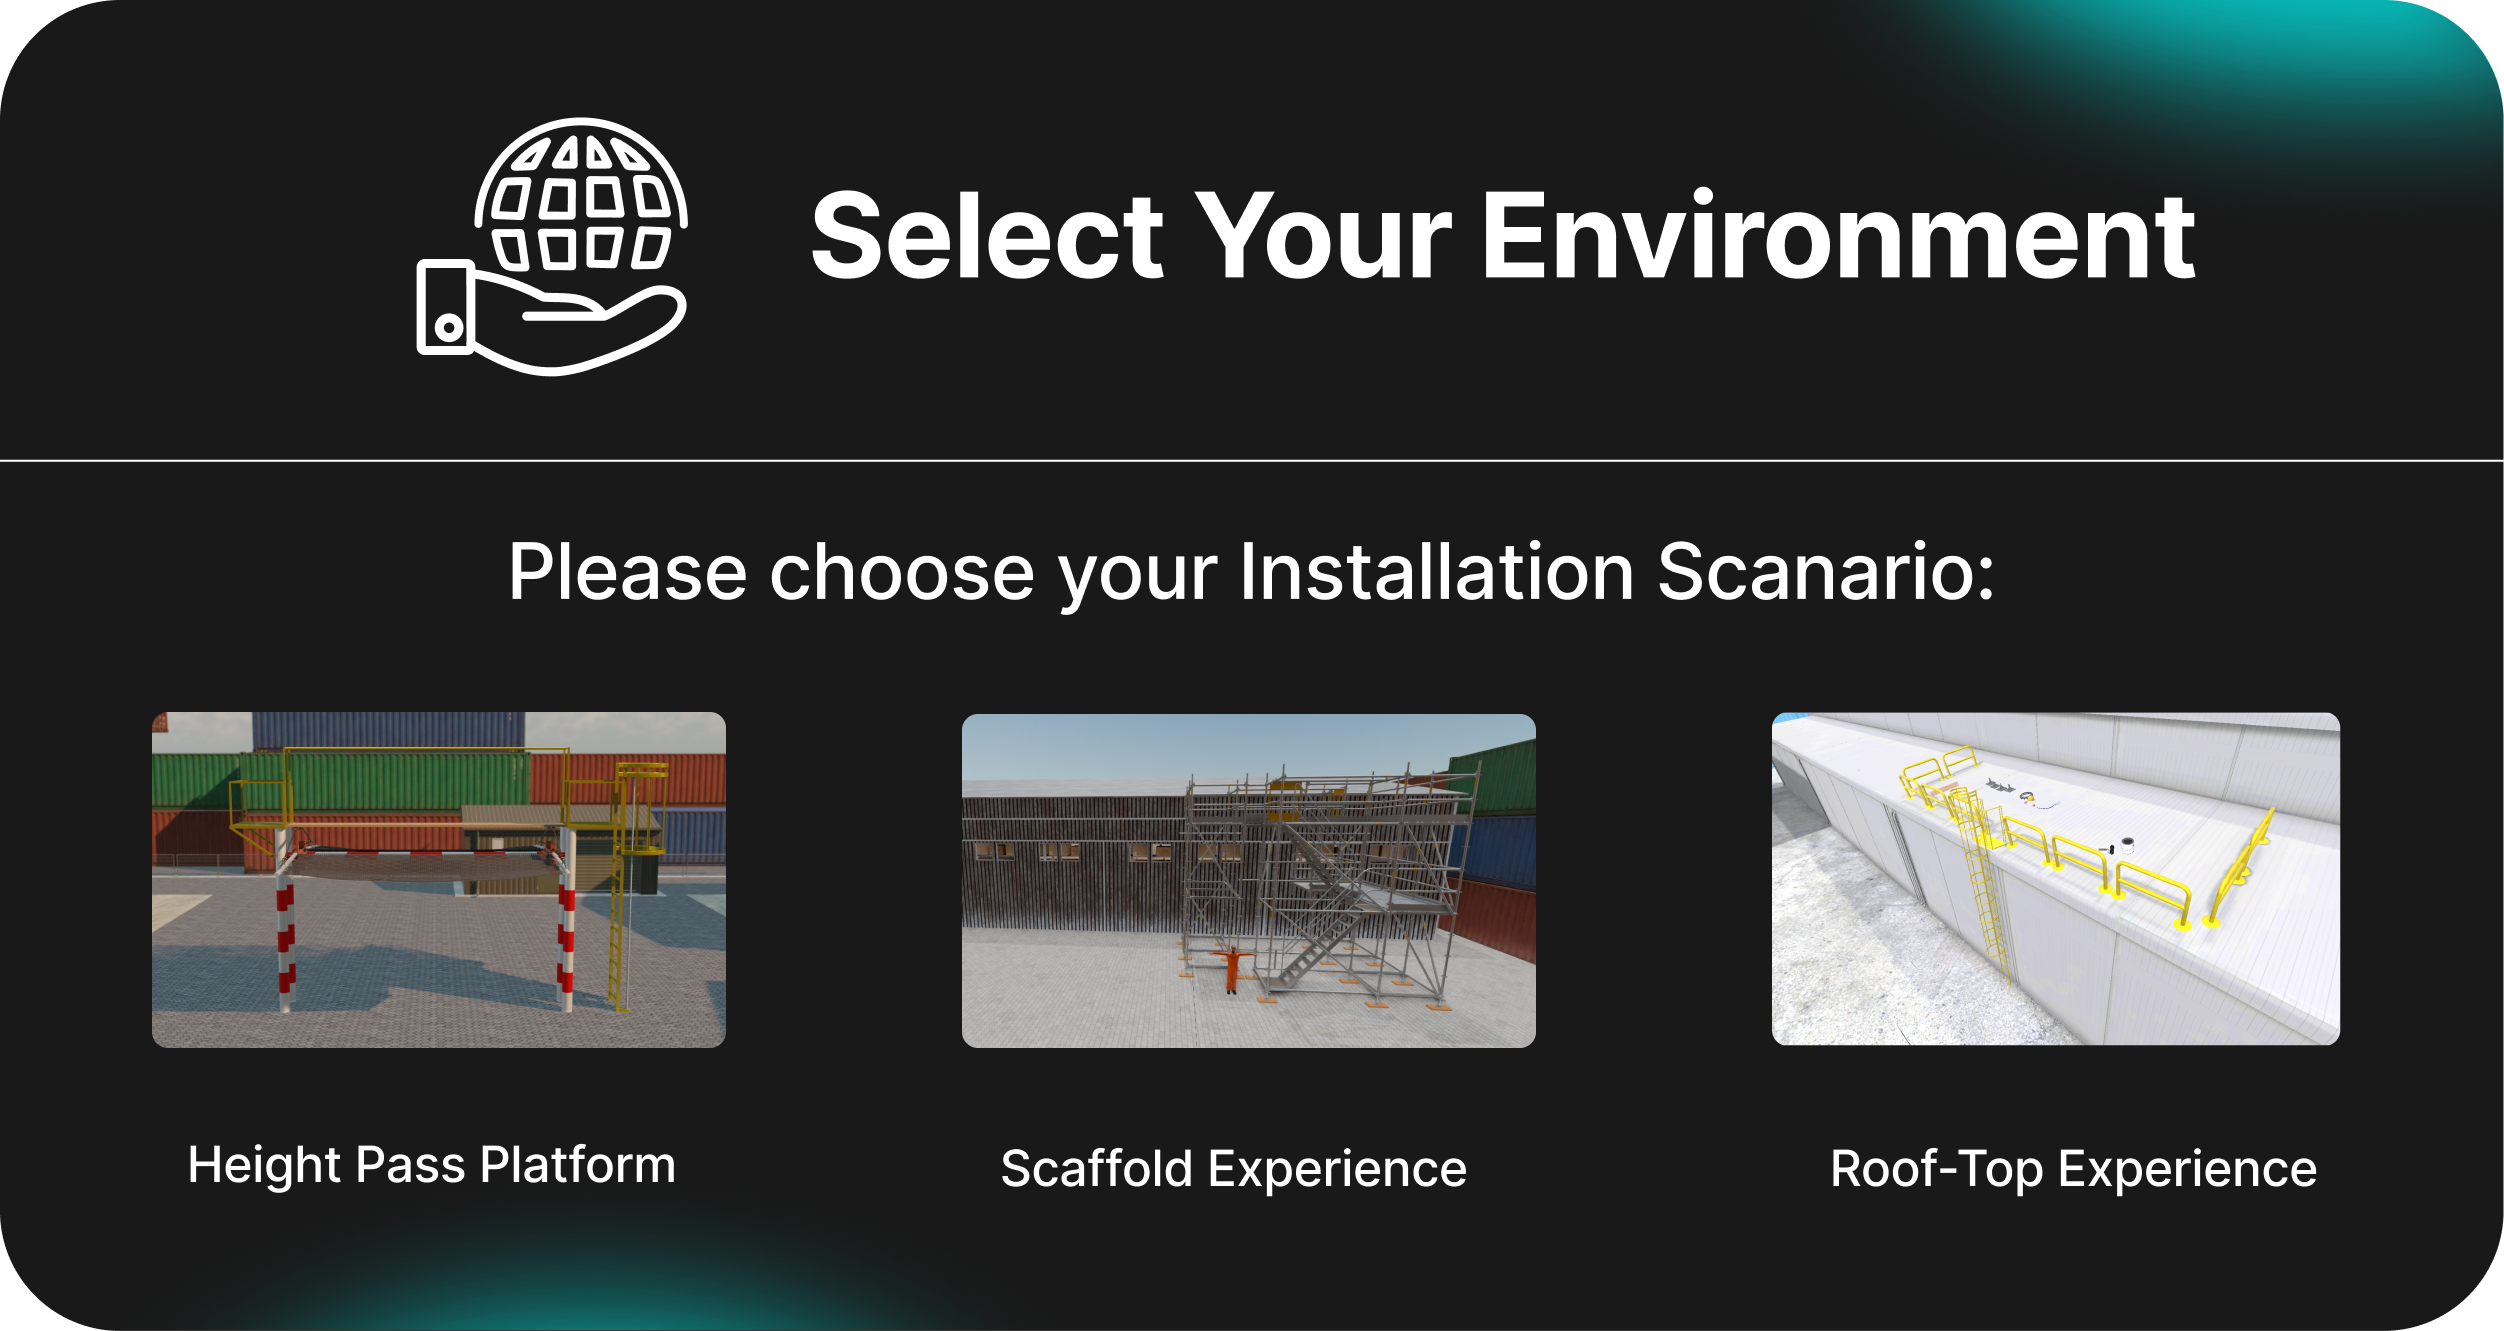 Select Your Environment
Please choose your Installation Scanario:
Height Pass Platform
Scaffold Experience
Roof-Top Experience